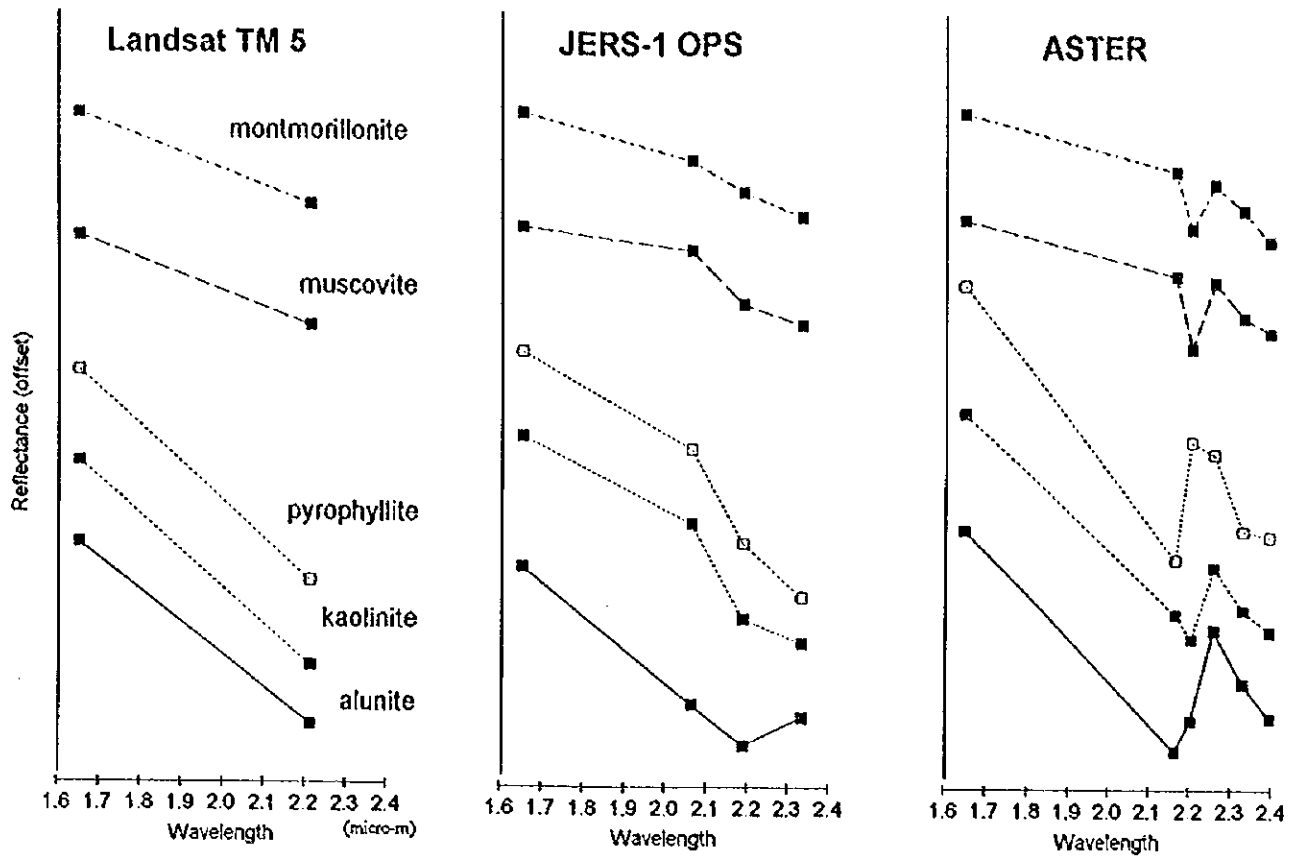 Landsat TM 5
JERS-1 OPS
ASTER
montmorillonite
muscovite
pyrophyllite
kaolinite
alunite
Reflectance (offset)
1.6 1.7 1.8 1.9 2.0 2.1 2.2 2.3 2.4
Wavelength (micro-m)
1.6 1.7 1.8 1.9 2.0 2.1 2.2 2.3 2.4
Wavelength
1.6 1.7 1.8 1.9 2.0 2.1 2.2 2.3 2.4
Wavelength